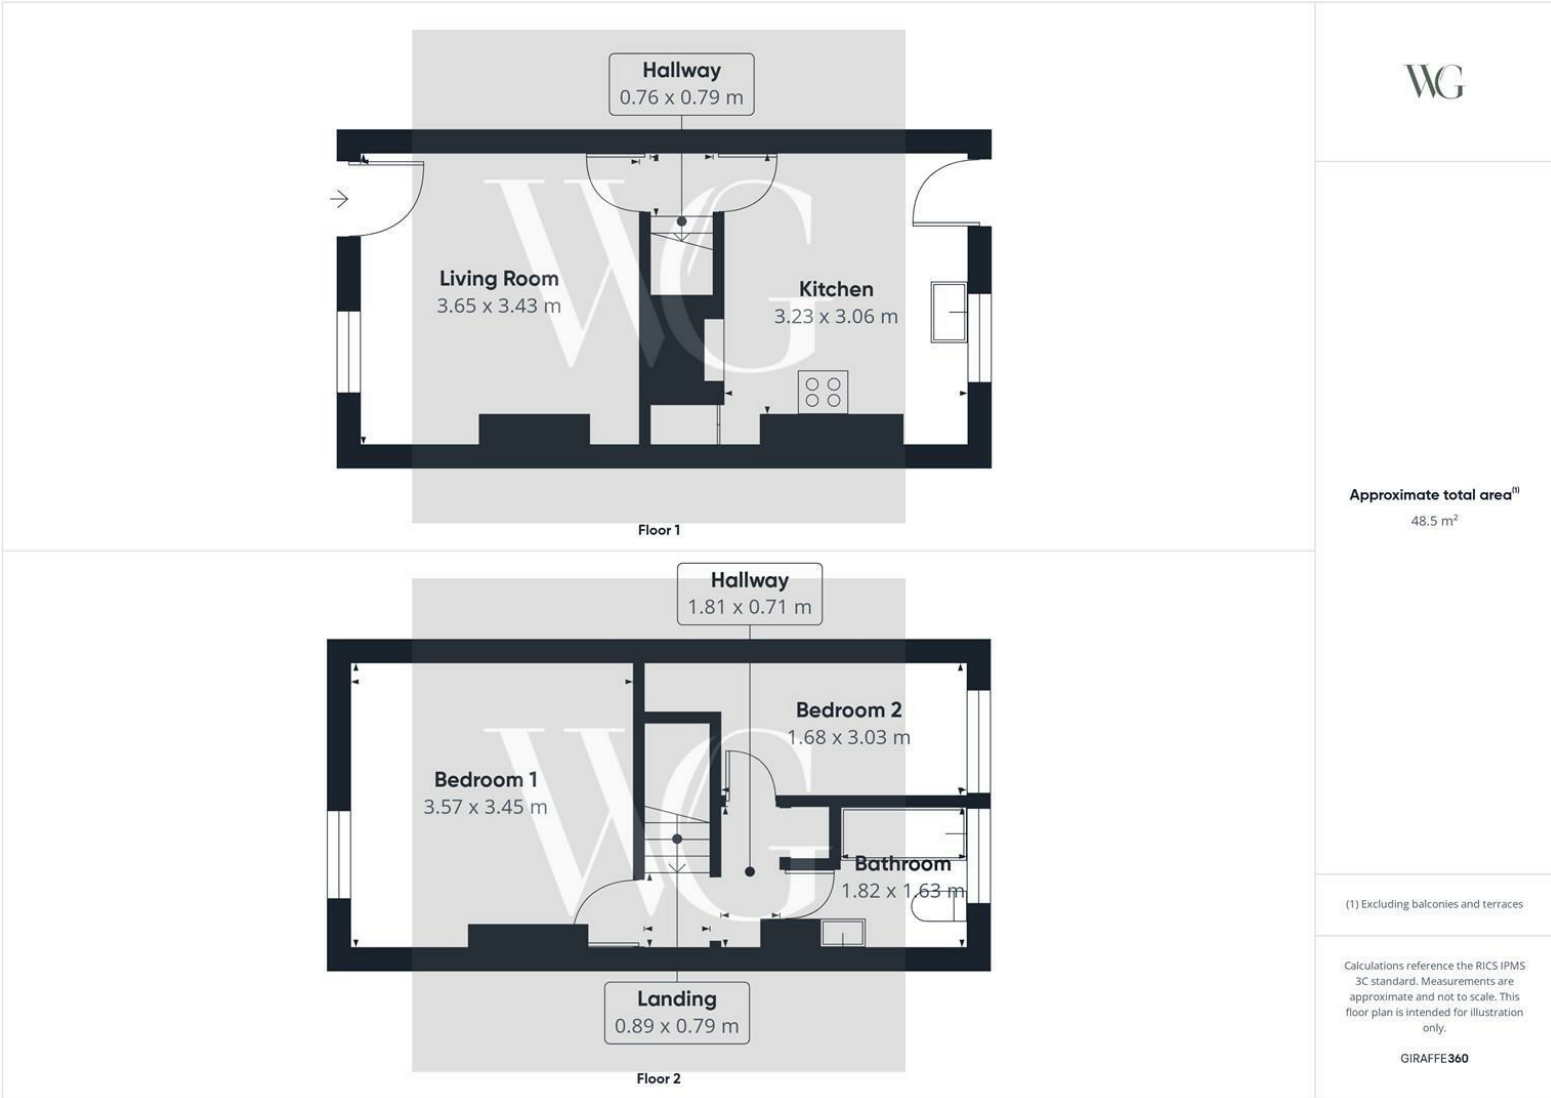 Hallway
0.76 x 0.79 m
WG
WG
Living Room
3.65 x 3.43 m
Kitchen
3.23 x 3.06 m
Floor 1
Approximate total area(1)
48.5 m²
Hallway
1.81 x 0.71 m
WG
Bedroom 2
1.68 x 3.03 m
Bedroom 1
3.57 x 3.45 m
Bathroom
1.82 x 1.63 m
Landing
0.89 x 0.79 m
Floor 2
(1) Excluding balconies and terraces
Calculations reference the RICS IPMS
3C standard. Measurements are
approximate and not to scale. This
floor plan is intended for illustration
only.
GIRAFFE360